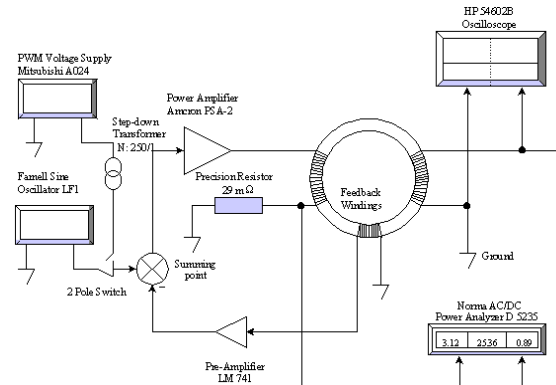 HP 54602B
Oscilloscope
PWM Voltage Supply
Mitsubishi A024
Step-down
Transformer
N: 250/1
Power Amplifier
Amcron PSA-2
Precision Resistor
29 mΩ
Feedback
Windings
Farnell Sine
Oscillator LF1
Summing
point
-
2 Pole Switch
Ground
Norma AC/DC
Power Analyzer D 5235
3.12 25.36 0.89
Pre-Amplifier
LM 741